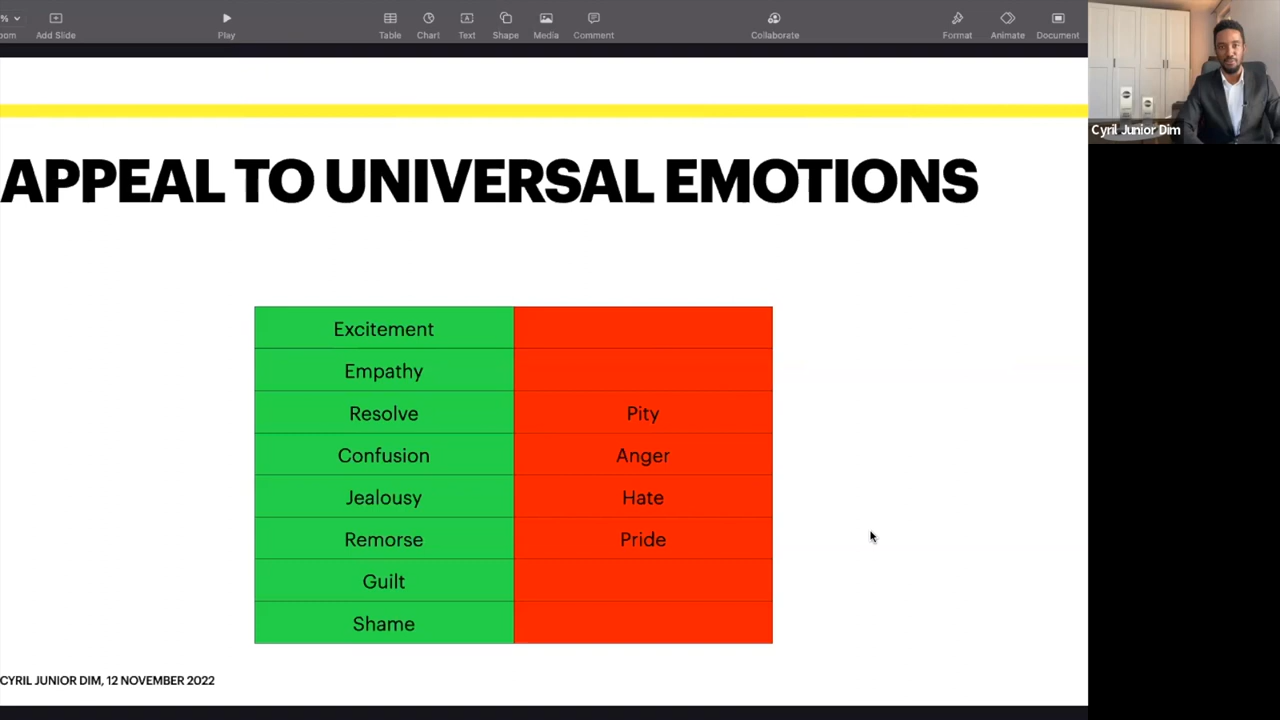 % 
oom Add Slide Play Table Chart Text Shape Media Comment Collaborate Format Animate Document
Cyril Junior Dim
APPEAL TO UNIVERSAL EMOTIONS
Excitement
Empathy
Resolve Pity
Confusion Anger
Jealousy Hate
Remorse Pride
Guilt
Shame
CYRIL JUNIOR DIM, 12 NOVEMBER 2022